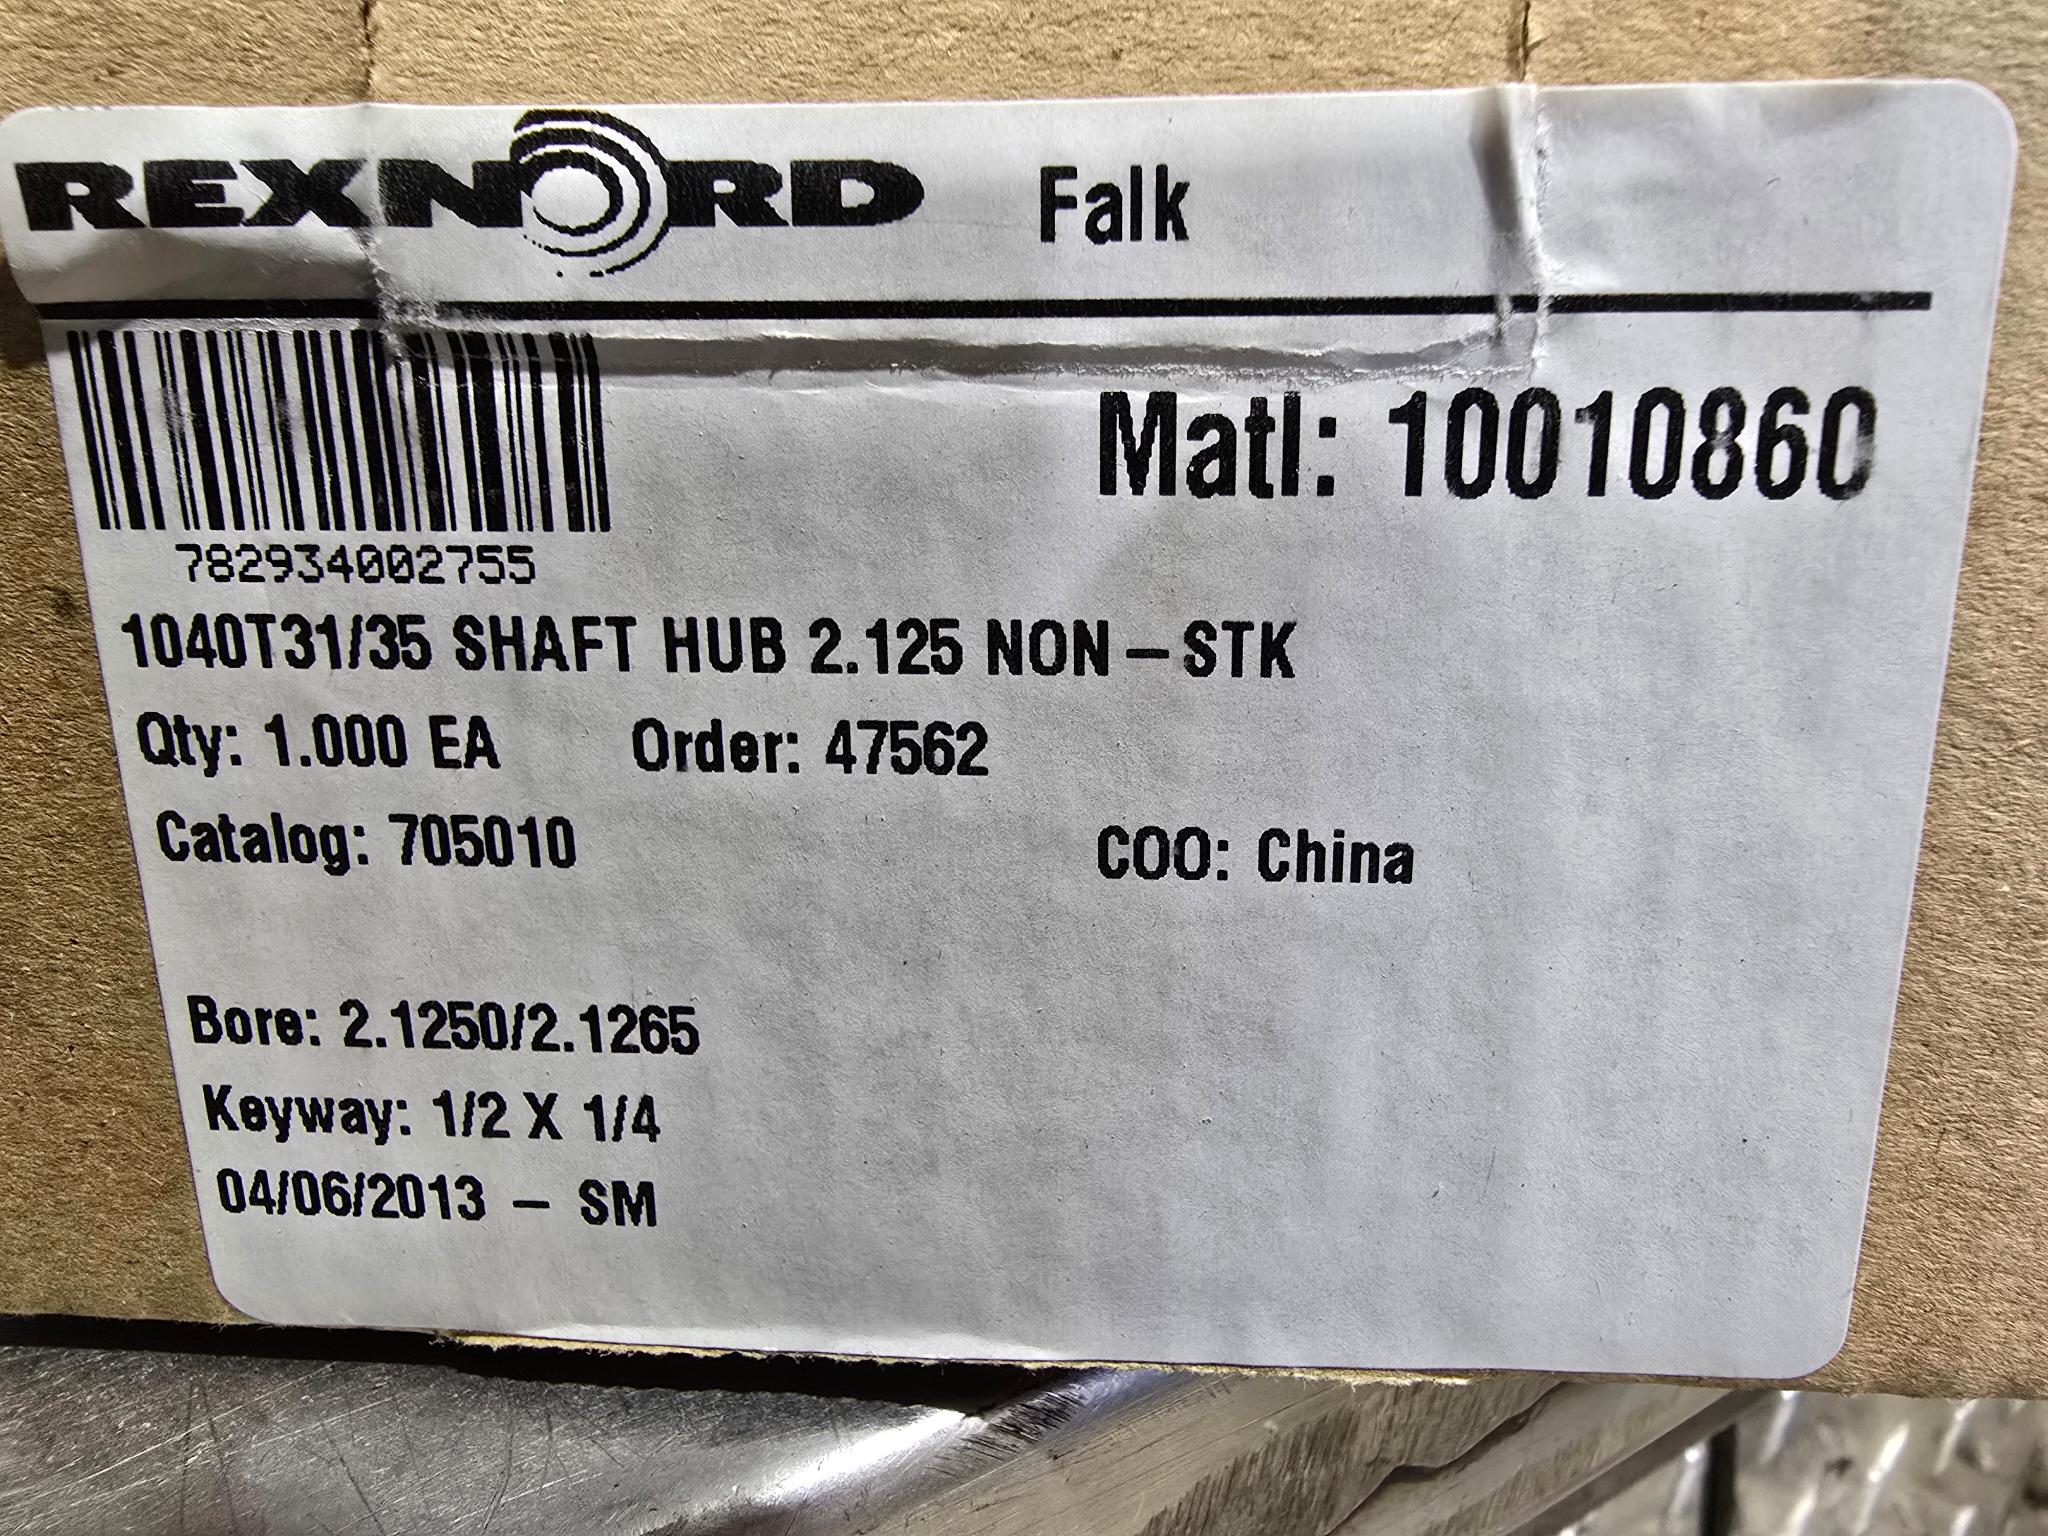 REXNORD Falk
Matl: 10010860
782934002755
1040T31/35 SHAFT HUB 2.125 NON-STK
Qty: 1.000 EA Order: 47562
Catalog: 705010 COO: China
Bore: 2.1250/2.1265
Keyway: 1/2 X 1/4
04/06/2013 - SM